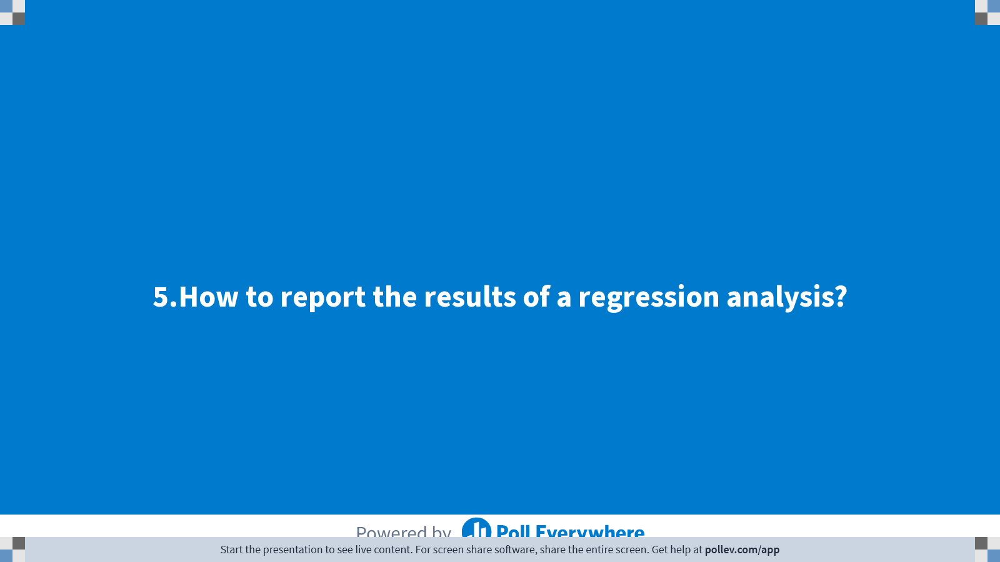 5.How to report the results of a regression analysis?
Powered by Poll Everywhere
Start the presentation to see live content. For screen share software, share the entire screen. Get help at pollev.com/app